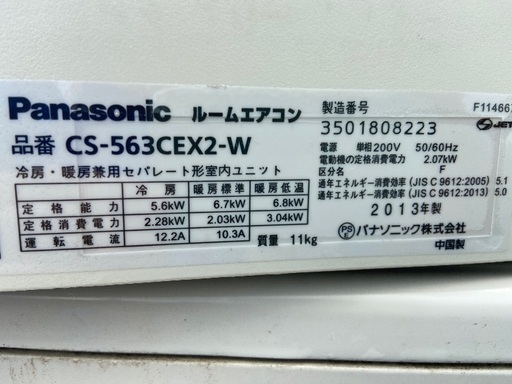 Panasonic ルームエアコン
品番 CS-563CEX2-W
冷房・暖房兼用セパレート形室内ユニット
冷房 暖房標準 暖房低温
定格能力 5.6kW 6.7kW 6.8kW
定格消費電力 2.28kW 2.03kW 3.04kW
運転電流 12.2A 10.3A
質量 11kg
製造番号 F11466
3501808223 JET
電源 単相200V 50/60Hz
電動機の定格消費電力 2.07kW
区分名 F
通年エネルギー消費効率 (JIS C 9612:2005) 5.1
通年エネルギー消費効率 (JIS C 9612:2013) 5.0
2013年製
PSE パナソニック株式会社
中国製